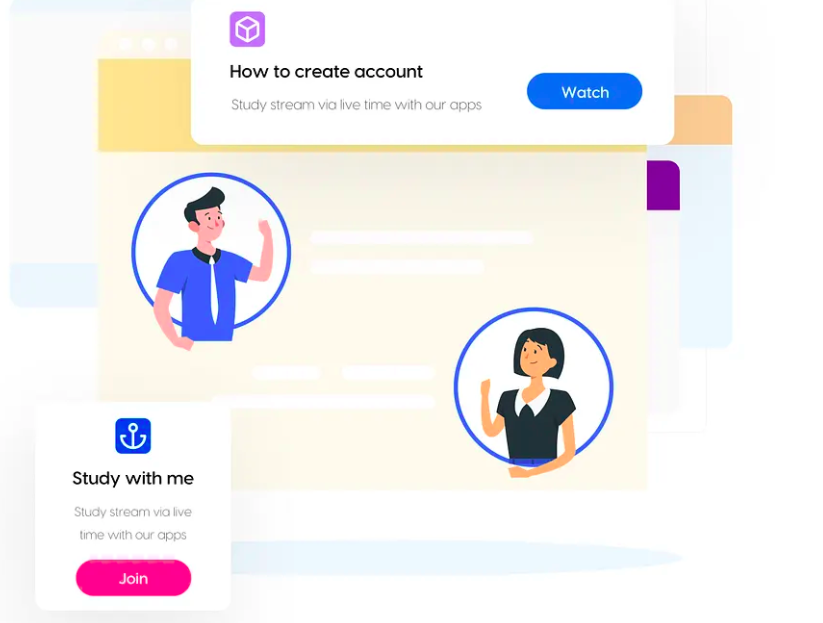 How to create account
Study stream via live time with our apps
Watch
Study with me
Study stream via live
time with our apps
Join